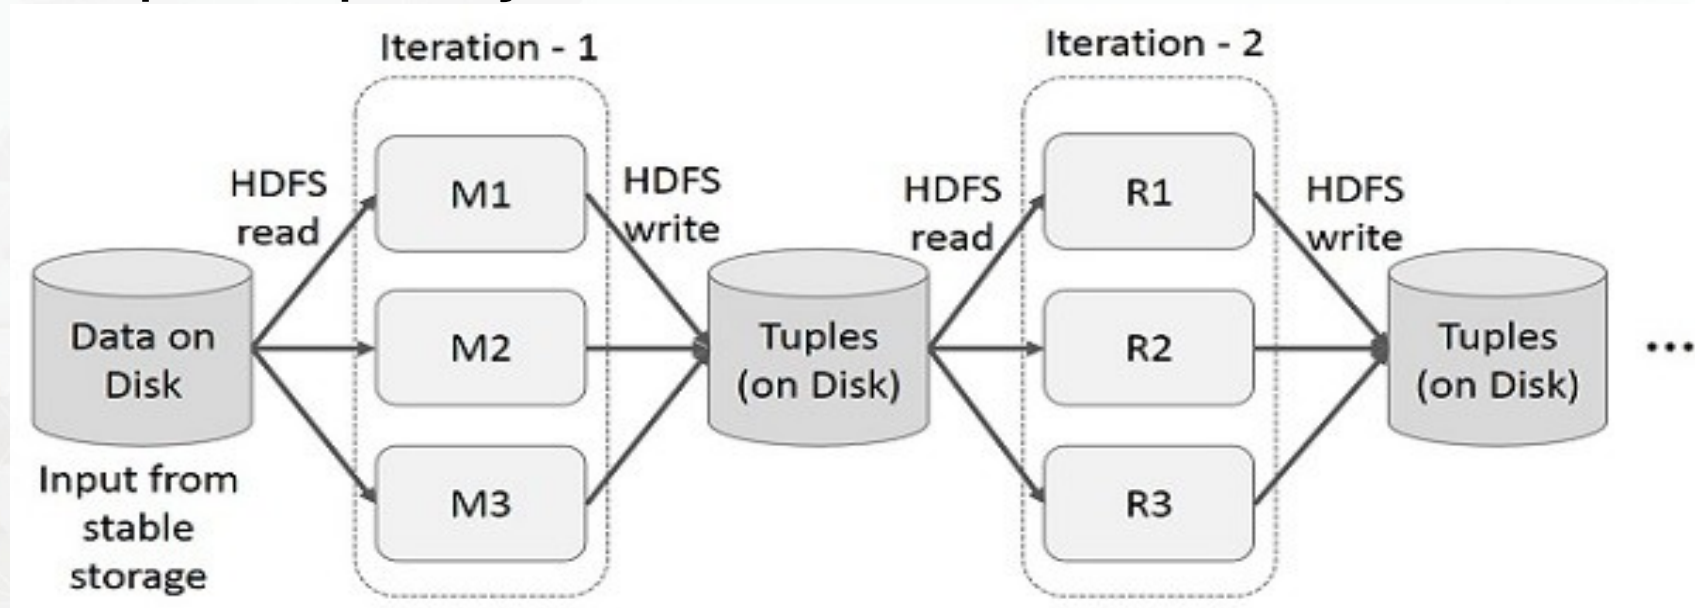 Iteration - 1
Iteration - 2
HDFS
read
M1
HDFS
write
HDFS
read
R1
HDFS
write
Data on
Disk
M2
Tuples
(on Disk)
R2
Tuples
(on Disk)
...
Input from
stable
storage
M3
R3